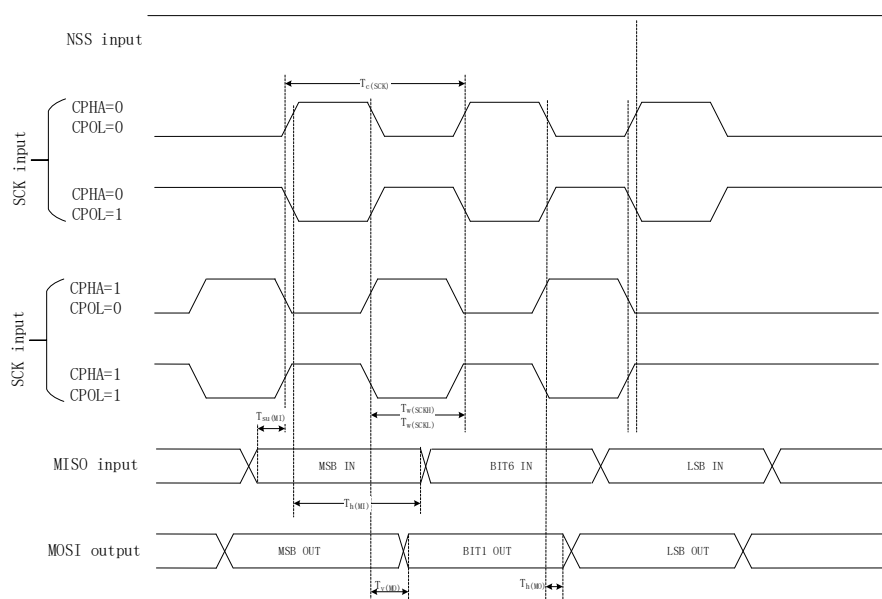 NSS input
Tc(SCK)
SCK input
CPHA=0
CPOL=0
CPHA=0
CPOL=1
SCK input
CPHA=1
CPOL=0
CPHA=1
CPOL=1
Tw(SCKH)
Tw(SCKL)
Tsu(MI)
MISO input
MSB IN
BIT6 IN
LSB IN
Th(MI)
MOSI output
MSB OUT
BIT1 OUT
LSB OUT
Tv(MO)
Th(MO)